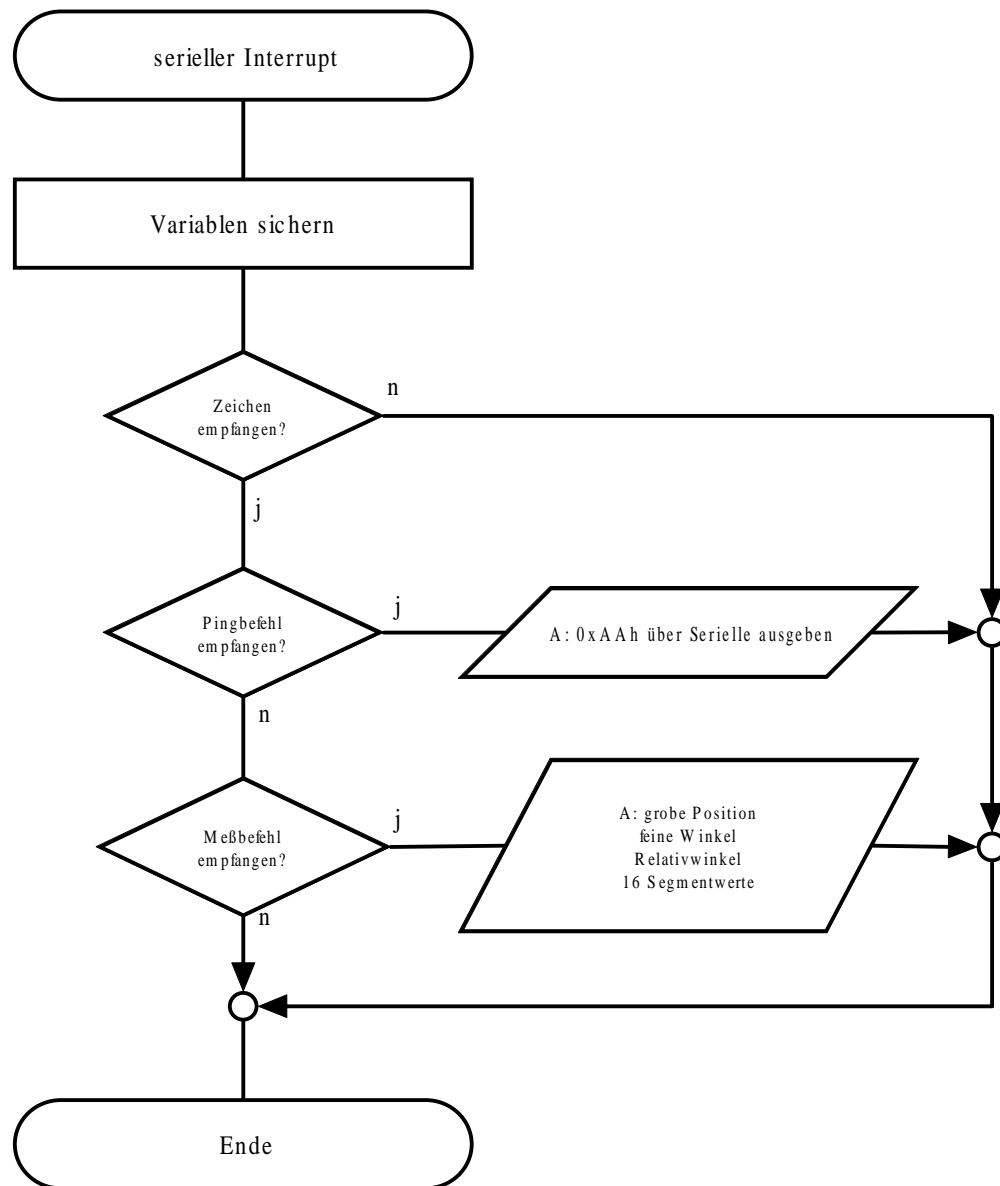 serieller Interrupt
Variablen sichern
n
Zeichen
empfangen?
j
Pingbefehl
empfangen?
j
A: 0xAAh über Serielle ausgeben
n
Meßbefehl
empfangen?
j
A: grobe Position
feine Winkel
Relativwinkel
16 Segmentwerte
n
Ende